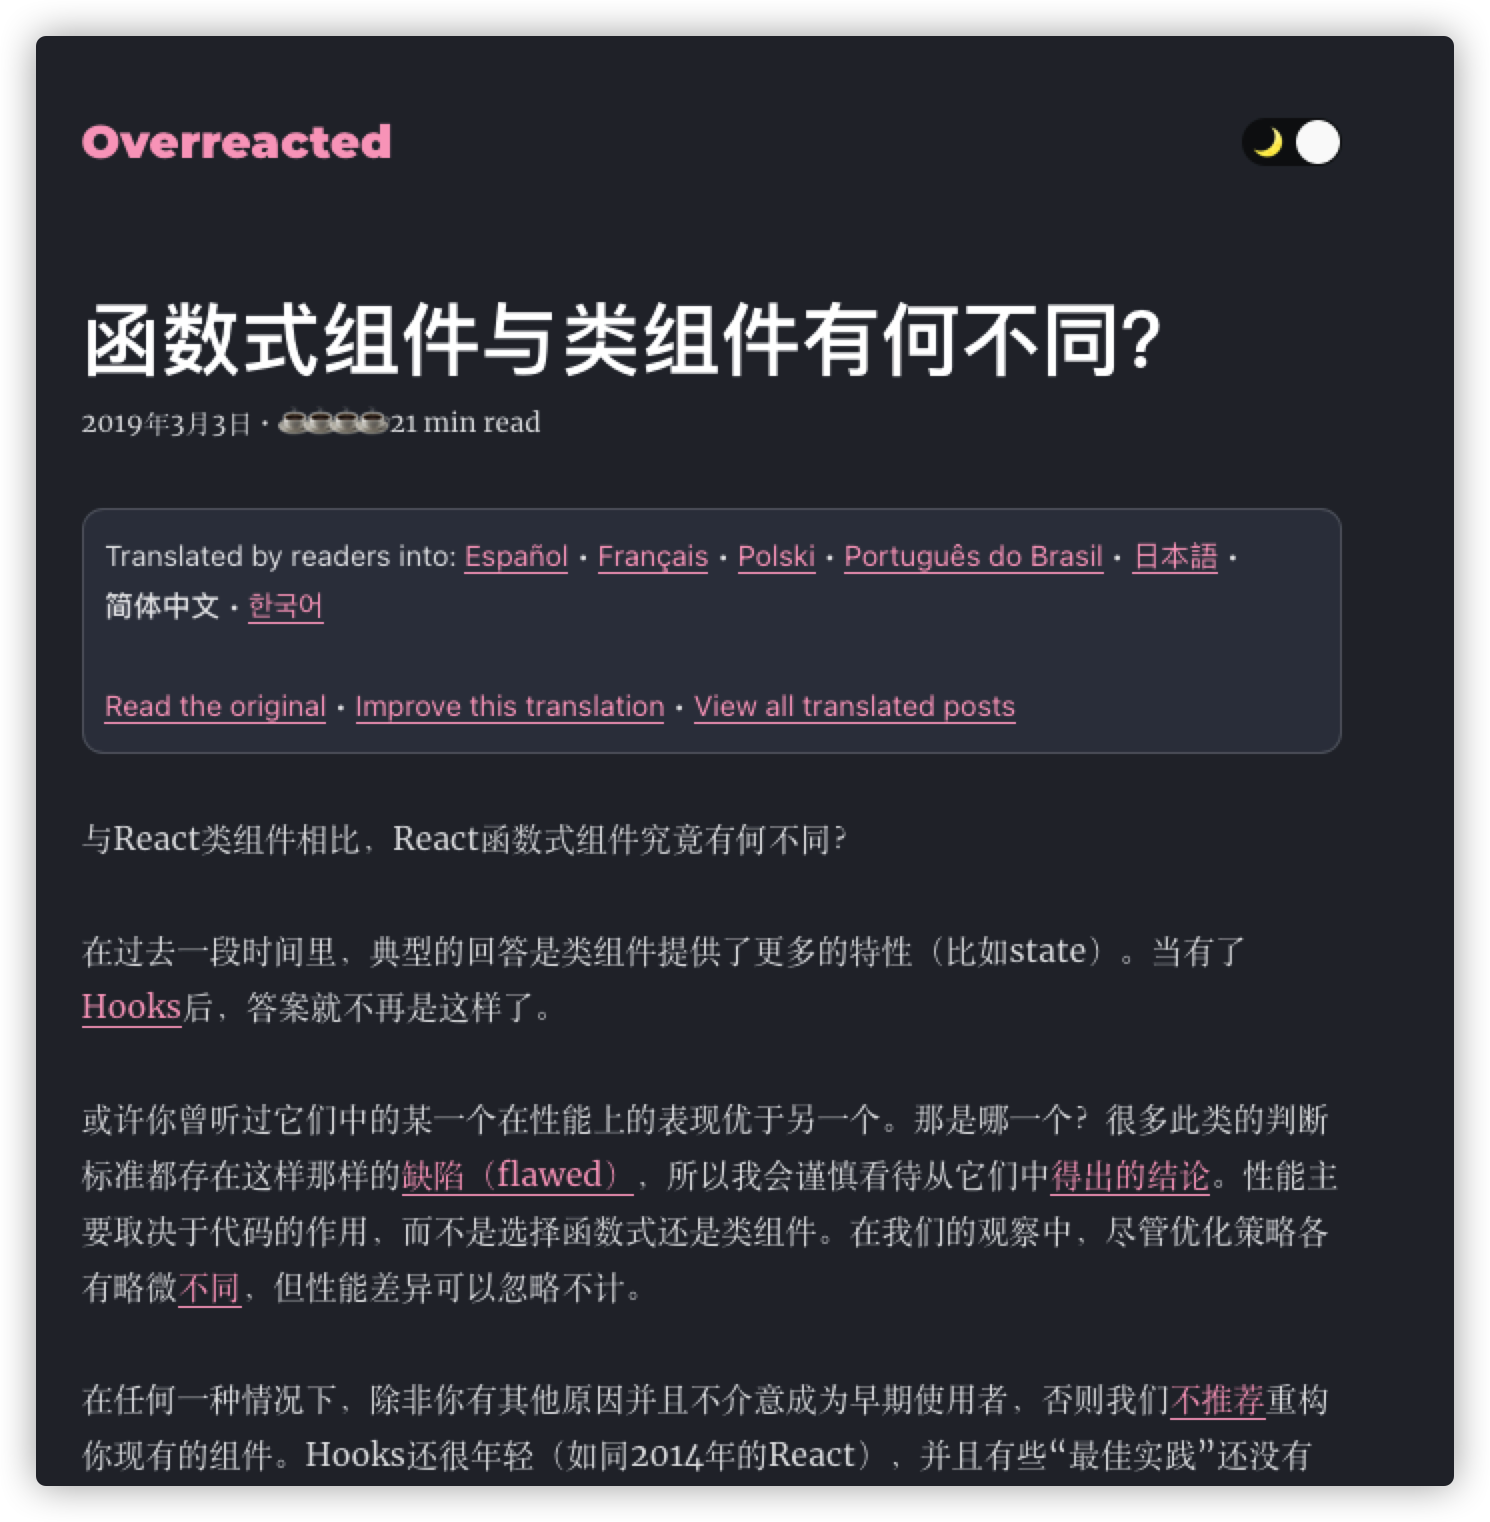 Overreacted
函数式组件与类组件有何不同?
2019年3月3日 • ☕☕☕☕21 min read
Translated by readers into: Español • Français • Polski • Português do Brasil • 日本語 •
简体中文 • 한국어
Read the original • Improve this translation • View all translated posts
与React类组件相比，React函数式组件究竟有何不同？
在过去一段时间里，典型的回答是类组件提供了更多的特性（比如state）。当有了
Hooks后，答案就不再是这样了。
或许你曾听过它们中的某一个在性能上的表现优于另一个。那是哪一个？很多此类的判断
标准都存在这样那样的缺陷（flawed），所以我会谨慎看待从它们中得出的结论。性能主
要取决于代码的作用，而不是选择函数式还是类组件。在我们的观察中，尽管优化策略各
有略微不同，但性能差异可以忽略不计。
在任何一种情况下，除非你有其他原因并且不介意成为早期使用者，否则我们不推荐重构
你现有的组件。Hooks还很年轻（如同2014年的React），并且有些“最佳实践”还没有